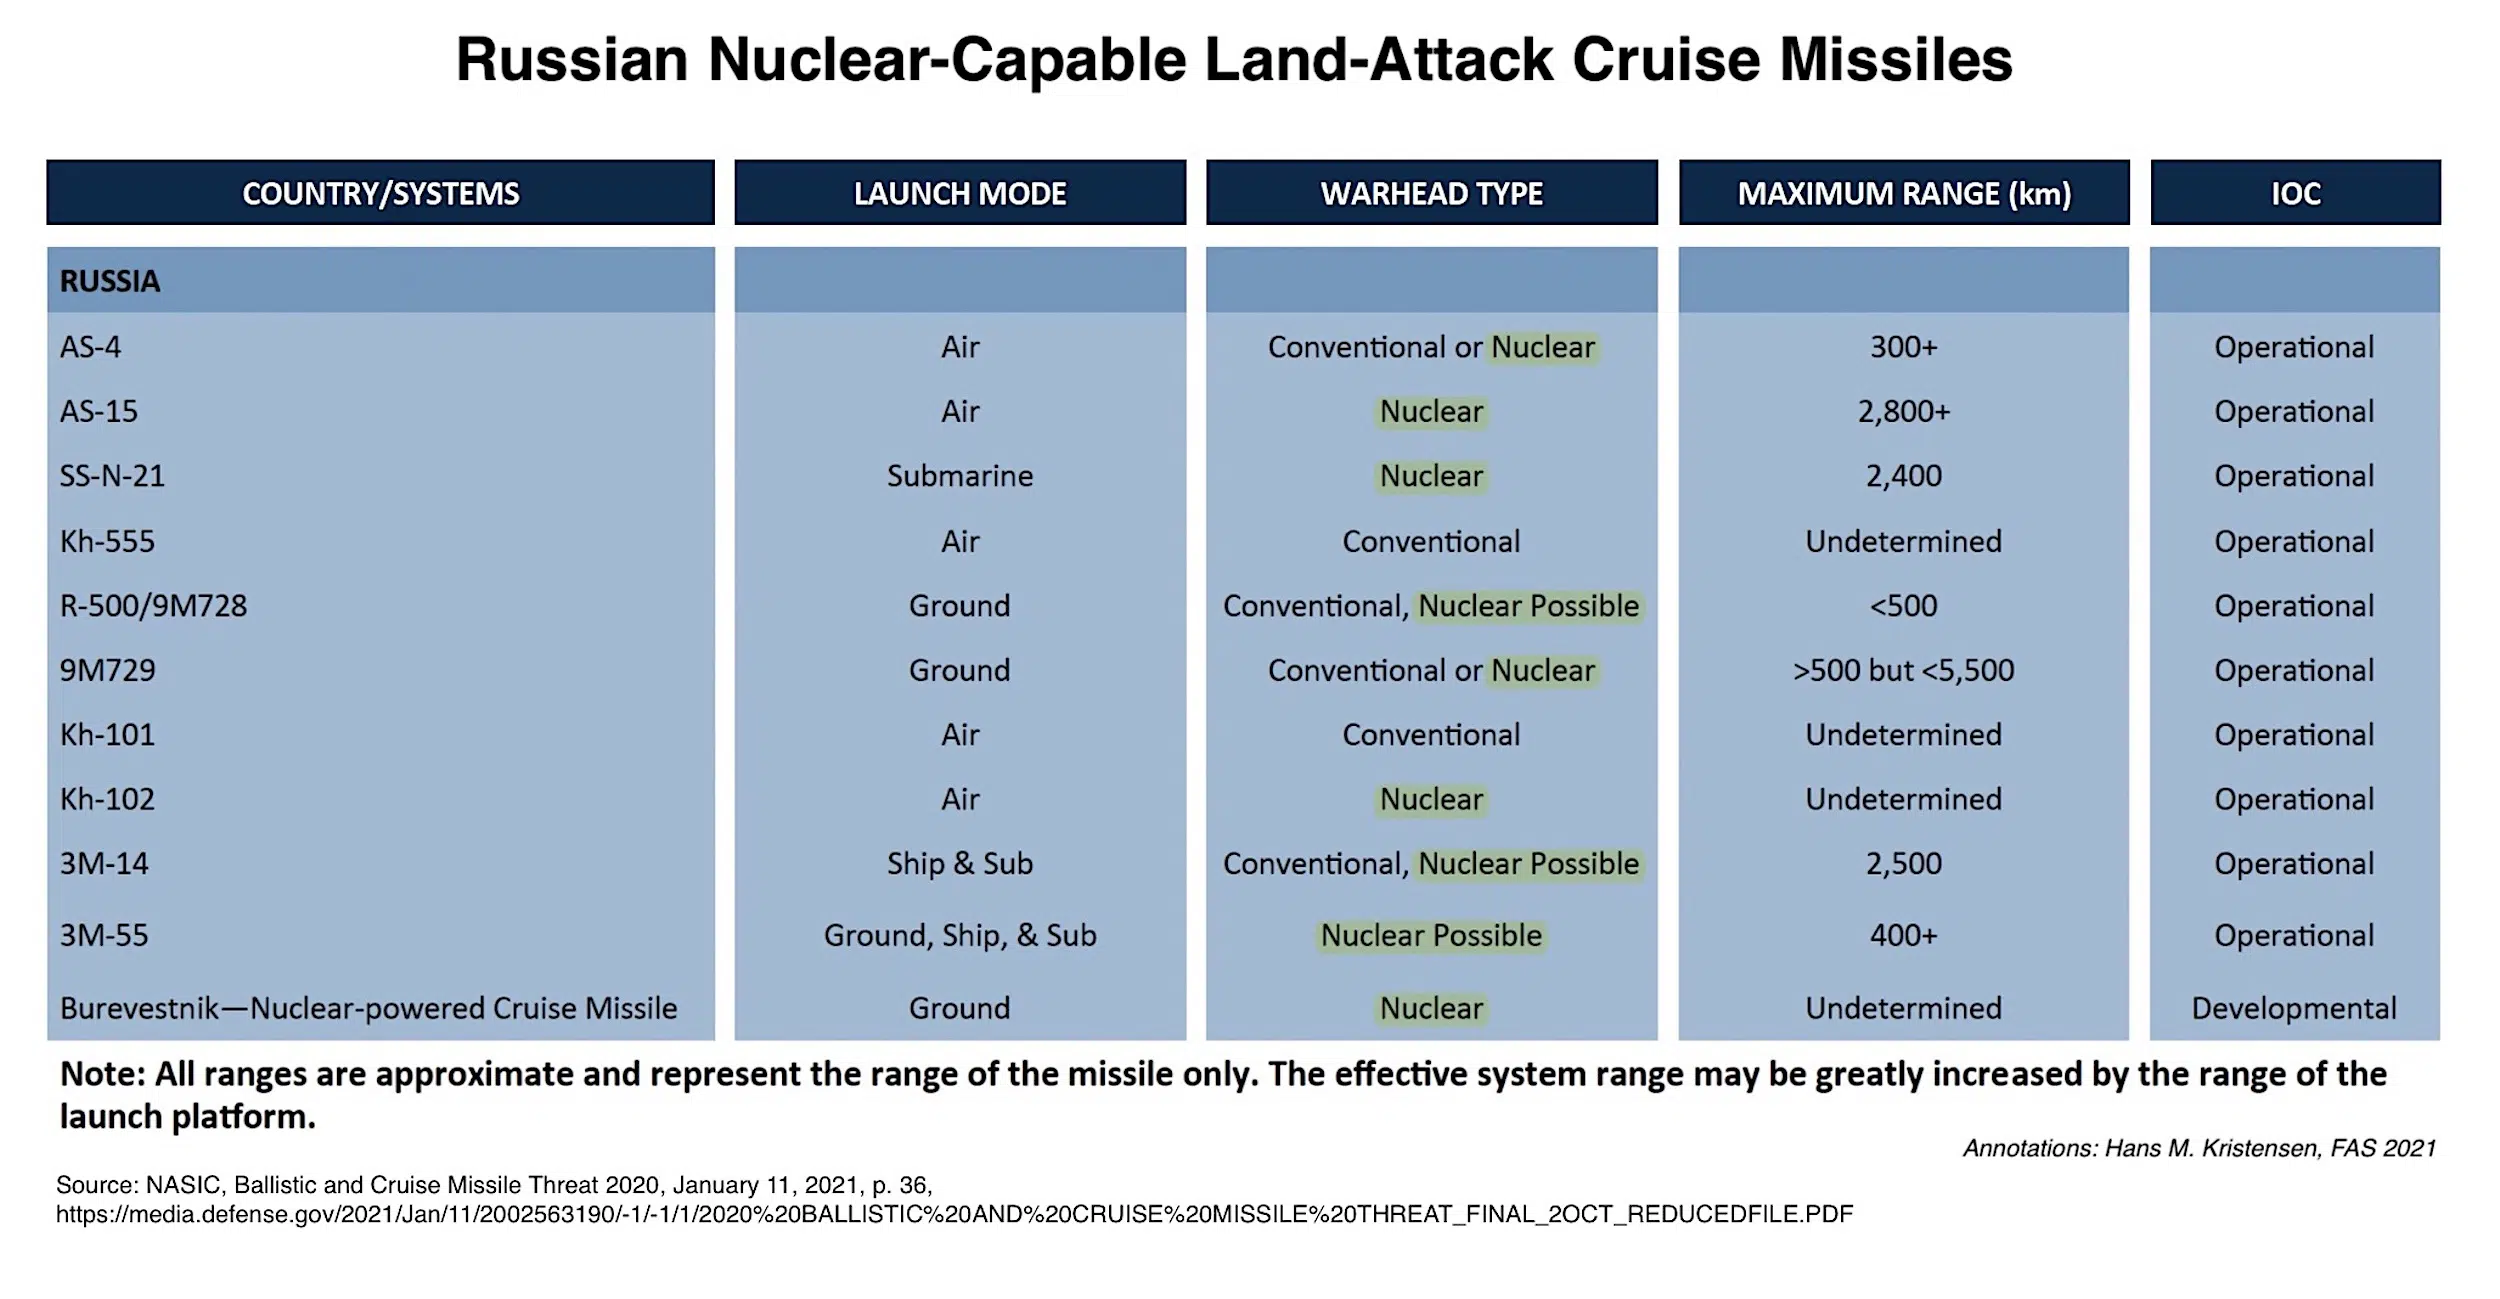 Russian Nuclear-Capable Land-Attack Cruise Missiles
COUNTRY/SYSTEMS LAUNCH MODE WARHEAD TYPE MAXIMUM RANGE (km) IOC
RUSSIA
AS-4 Air Conventional or Nuclear 300+ Operational
AS-15 Air Nuclear 2,800+ Operational
SS-N-21 Submarine Nuclear 2,400 Operational
Kh-555 Air Conventional Undetermined Operational
R-500/9M728 Ground Conventional, Nuclear Possible <500 Operational
9M729 Ground Conventional or Nuclear >500 but <5,500 Operational
Kh-101 Air Conventional Undetermined Operational
Kh-102 Air Nuclear Undetermined Operational
3M-14 Ship & Sub Conventional, Nuclear Possible 2,500 Operational
3M-55 Ground, Ship, & Sub Nuclear Possible 400+ Operational
Burevestnik—Nuclear-powered Cruise Missile Ground Nuclear Undetermined Developmental
Note: All ranges are approximate and represent the range of the missile only. The effective system range may be greatly increased by the range of the
launch platform.
Annotations: Hans M. Kristensen, FAS 2021
Source: NASIC, Ballistic and Cruise Missile Threat 2020, January 11, 2021, p. 36,
https://media.defense.gov/2021/Jan/11/2002563190/-1/-1/1/2020%20BALLISTIC%20AND%20CRUISE%20MISSILE%20THREAT_FINAL_2OCT_REDUCEDFILE.PDF